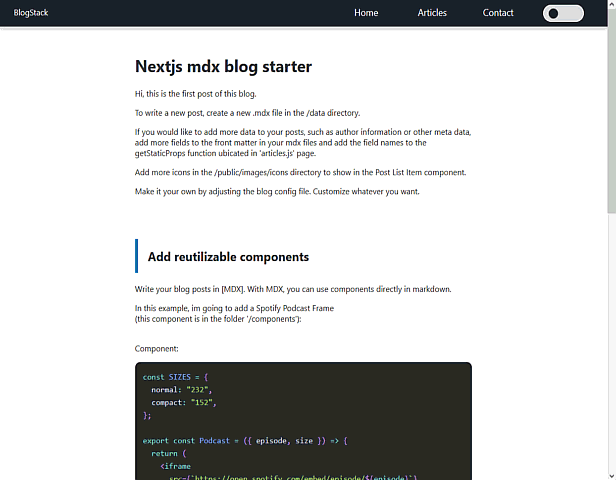 BlogStack
Home Articles Contact
Nextjs mdx blog starter
Hi, this is the first post of this blog.
To write a new post, create a new .mdx file in the /data directory.
If you would like to add more data to your posts, such as author information or other meta data,
add more fields to the front matter in your mdx files and add the field names to the
getStaticProps function ubicated in 'articles.js' page.
Add more icons in the /public/images/icons directory to show in the Post List Item component.
Make it your own by adjusting the blog config file. Customize whatever you want.
Add reutilizable components
Write your blog posts in [MDX]. With MDX, you can use components directly in markdown.
In this example, im going to add a Spotify Podcast Frame
(this component is in the folder '/components'):
Component:
const SIZES = {
normal: "232",
compact: "152",
};
export const Podcast = ({ episode, size }) => {
return (
<iframe
src={`https://open.spotify.com/embed/episode/${episode}`}